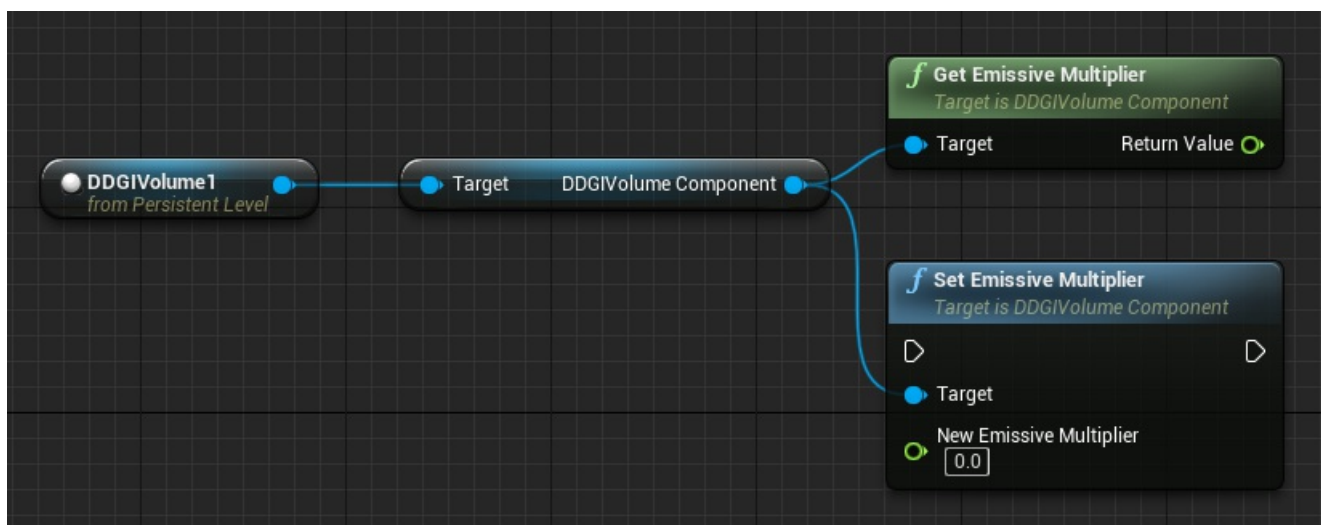 Get Emissive Multiplier
Target is DDGIVolume Component
Target Return Value
DDGIVolume1
from Persistent Level
Target DDGIVolume Component
Set Emissive Multiplier
Target is DDGIVolume Component
Target
New Emissive Multiplier
0.0